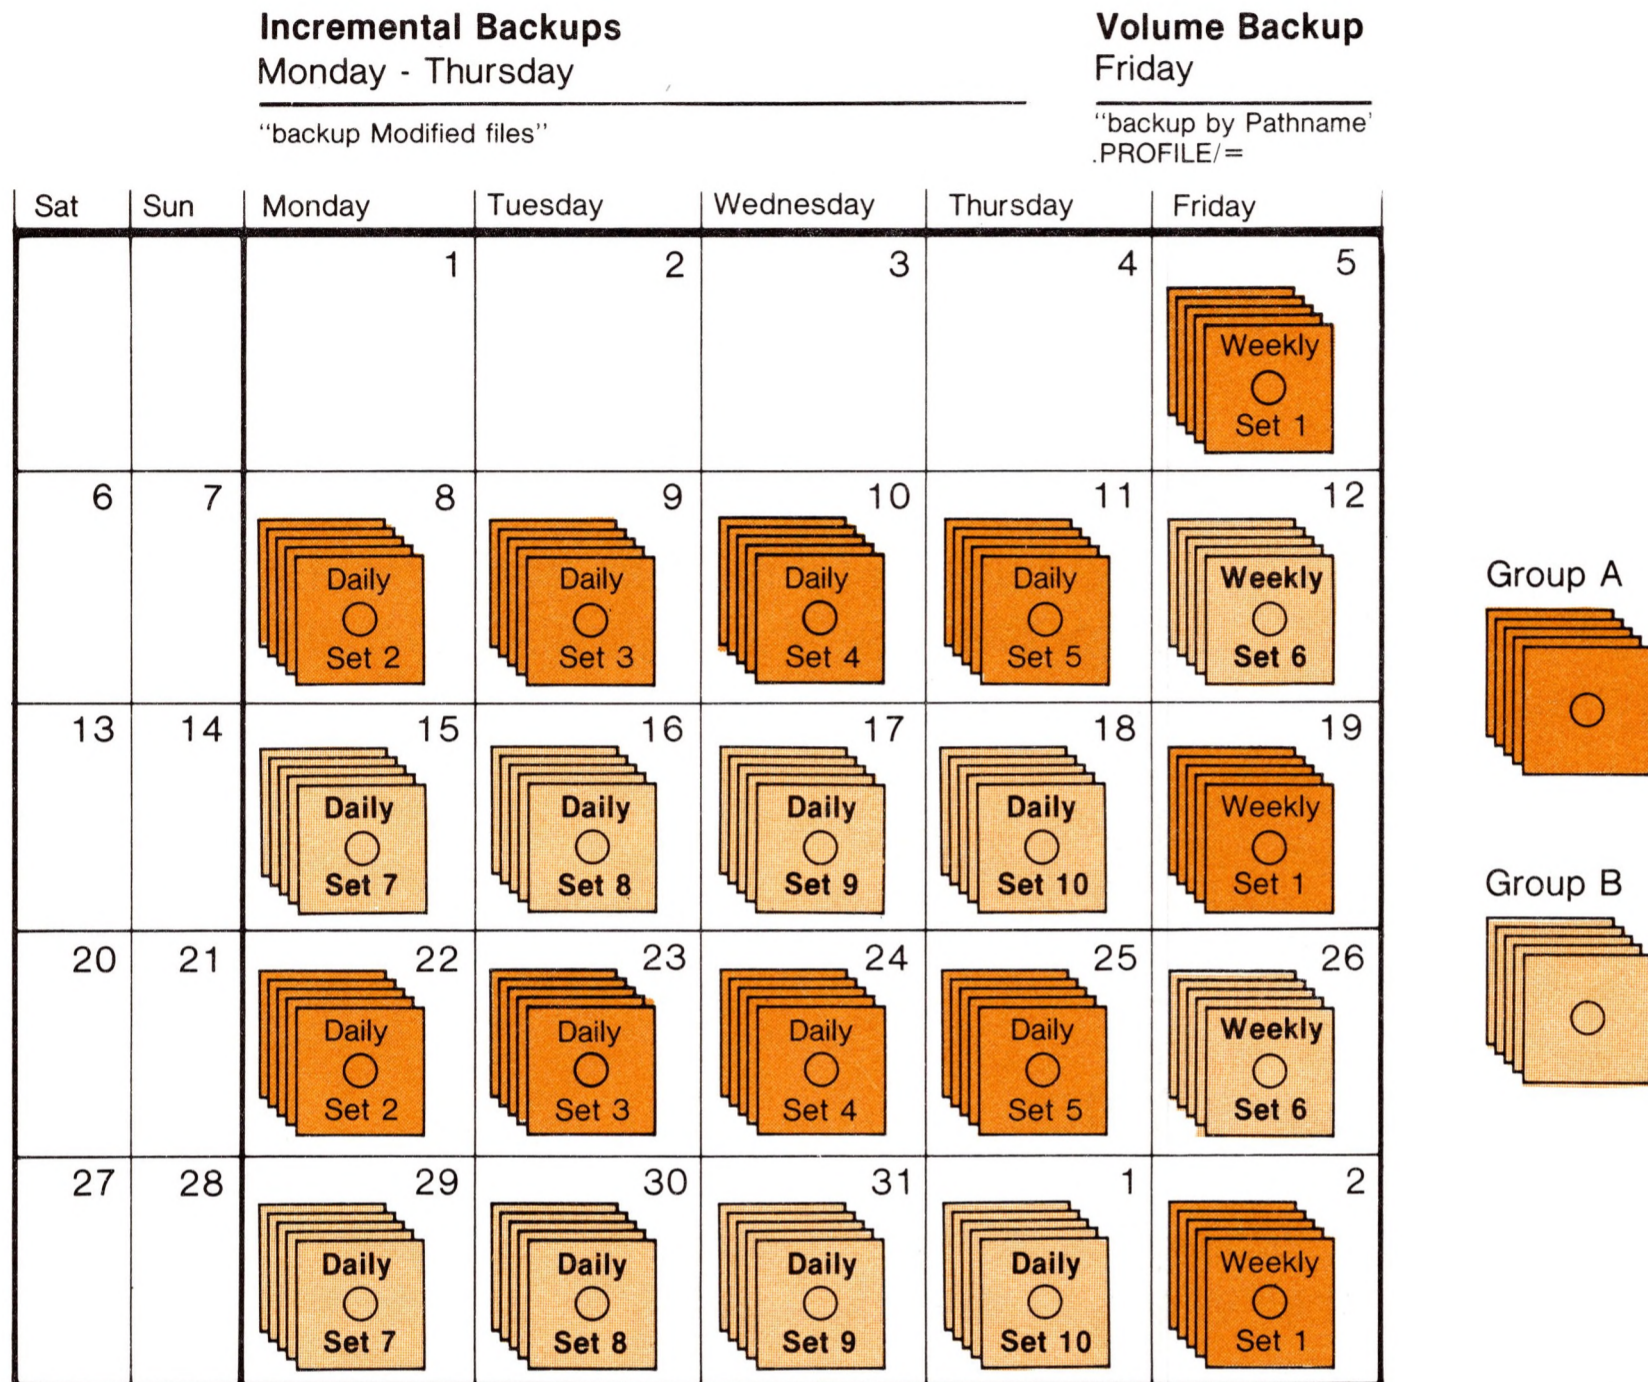 Incremental Backups
Monday - Thursday
"backup Modified files"
Volume Backup
Friday
"backup by Pathname'
.PROFILE/=
Sat Sun Monday Tuesday Wednesday Thursday Friday
1 2 3 4 5
Weekly
Set 1
6 7 8 9 10 11 12
Daily Daily Daily Daily Weekly
Set 2 Set 3 Set 4 Set 5 Set 6
13 14 15 16 17 18 19
Daily Daily Daily Daily Weekly
Set 7 Set 8 Set 9 Set 10 Set 1
20 21 22 23 24 25 26
Daily Daily Daily Daily Weekly
Set 2 Set 3 Set 4 Set 5 Set 6
27 28 29 30 31 1 2
Daily Daily Daily Daily Weekly
Set 7 Set 8 Set 9 Set 10 Set 1
Group A
Group B